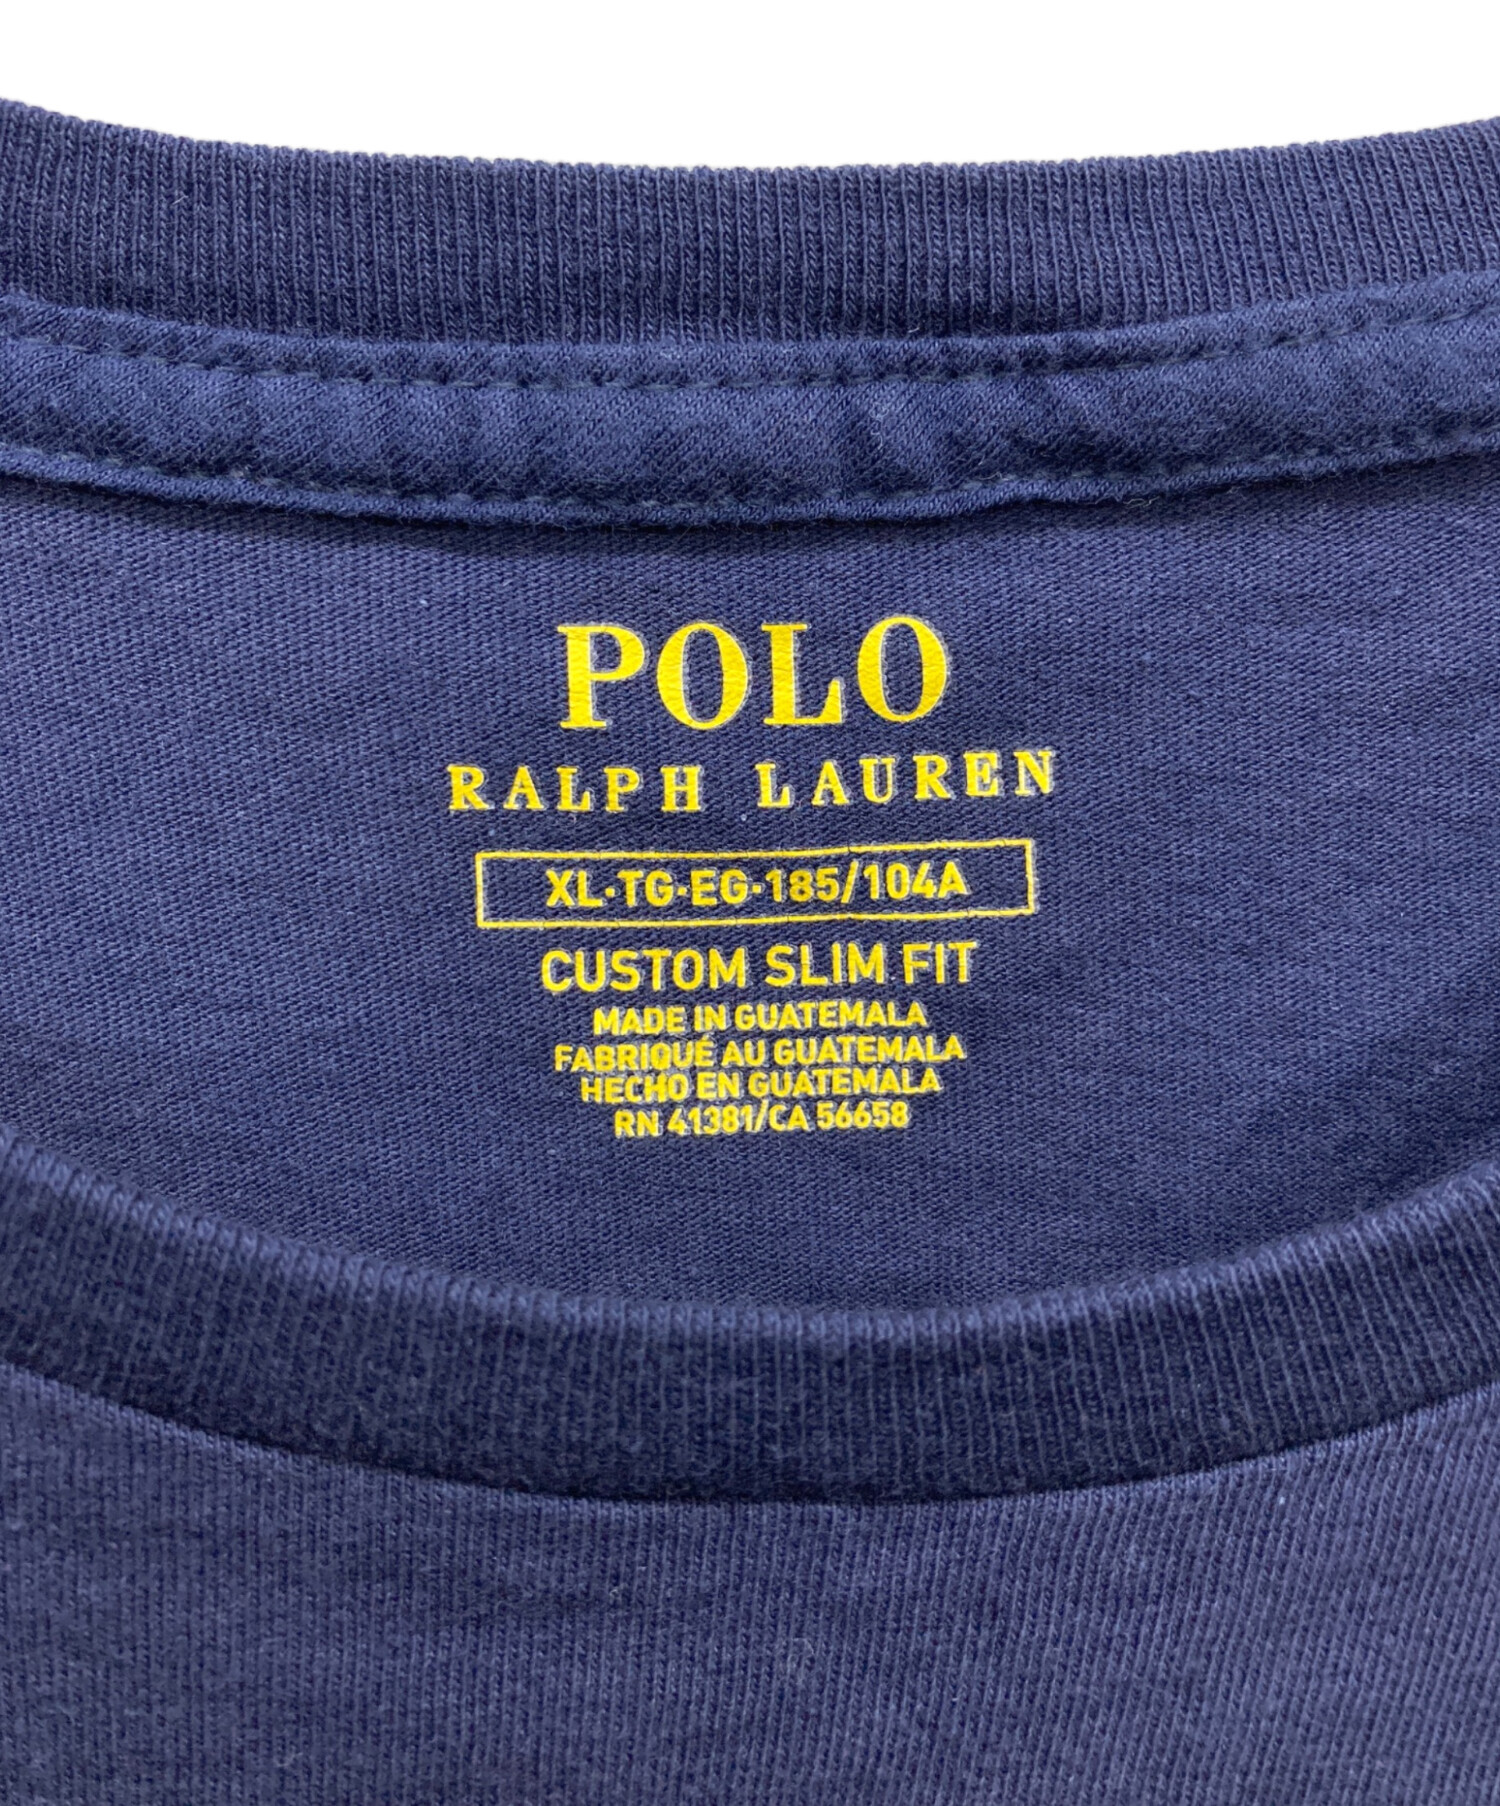 POLO
RALPH LAUREN
XL·TG·EG·185/104A
CUSTOM SLIM FIT
MADE IN GUATEMALA
FABRIQUÉ AU GUATEMALA
HECHO EN GUATEMALA
RN 41381/CA 56658